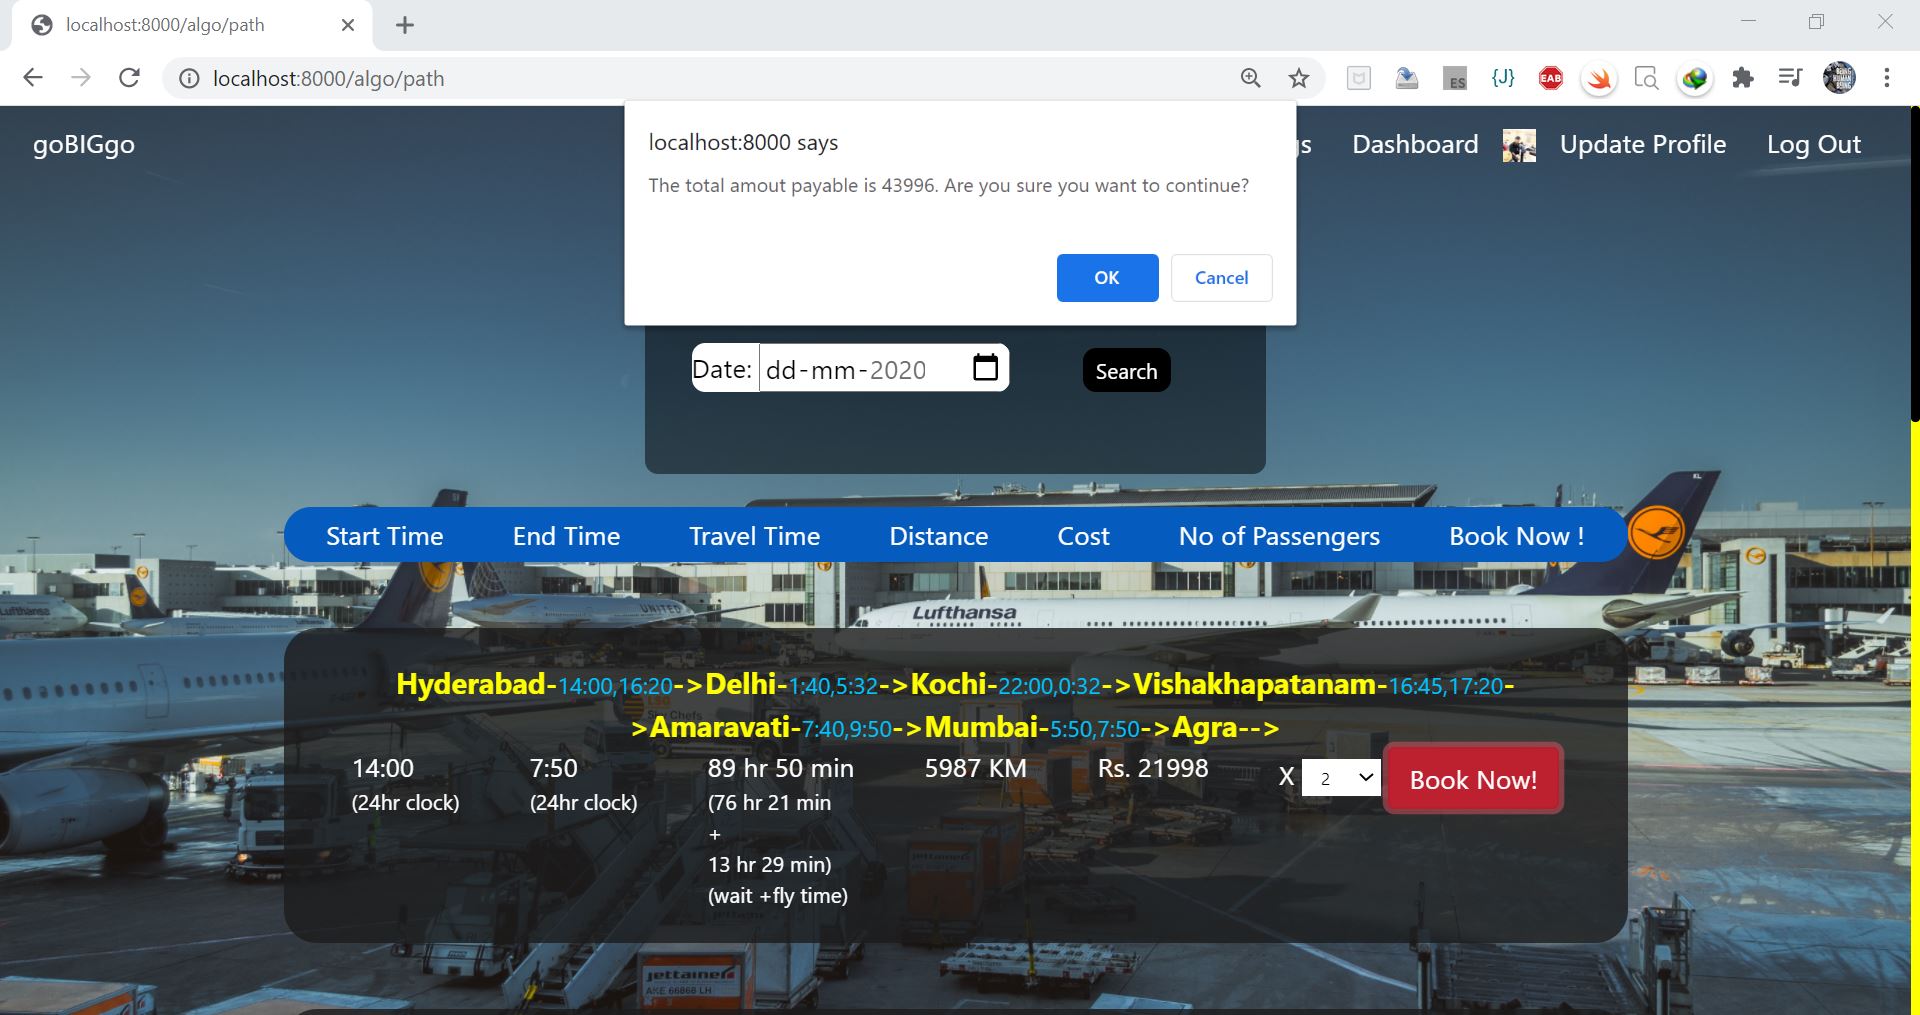 localhost:8000/algo/path
localhost:8000/algo/path
ES
{J}
EAB
goBIGgo
gs
Dashboard
Update Profile
Log Out
localhost:8000 says
The total amout payable is 43996. Are you sure you want to continue?
OK
Cancel
Date: dd-mm-2020
Search
Start Time End Time Travel Time Distance Cost No of Passengers Book Now !
Lufthansa
UNITED
Lufthansa
Hyderabad-14:00,16:20->Delhi-1:40,5:32->Kochi-22:00,0:32->Vishakhapatanam-16:45,17:20-
>Amaravati-7:40,9:50->Mumbai-5:50,7:50->Agra-->
14:00 7:50 89 hr 50 min 5987 KM Rs. 21998 X 2 Book Now!
(24hr clock) (24hr clock) (76 hr 21 min
+
13 hr 29 min)
(wait +fly time)
jettainer
jettainer
AKE 66868 LH